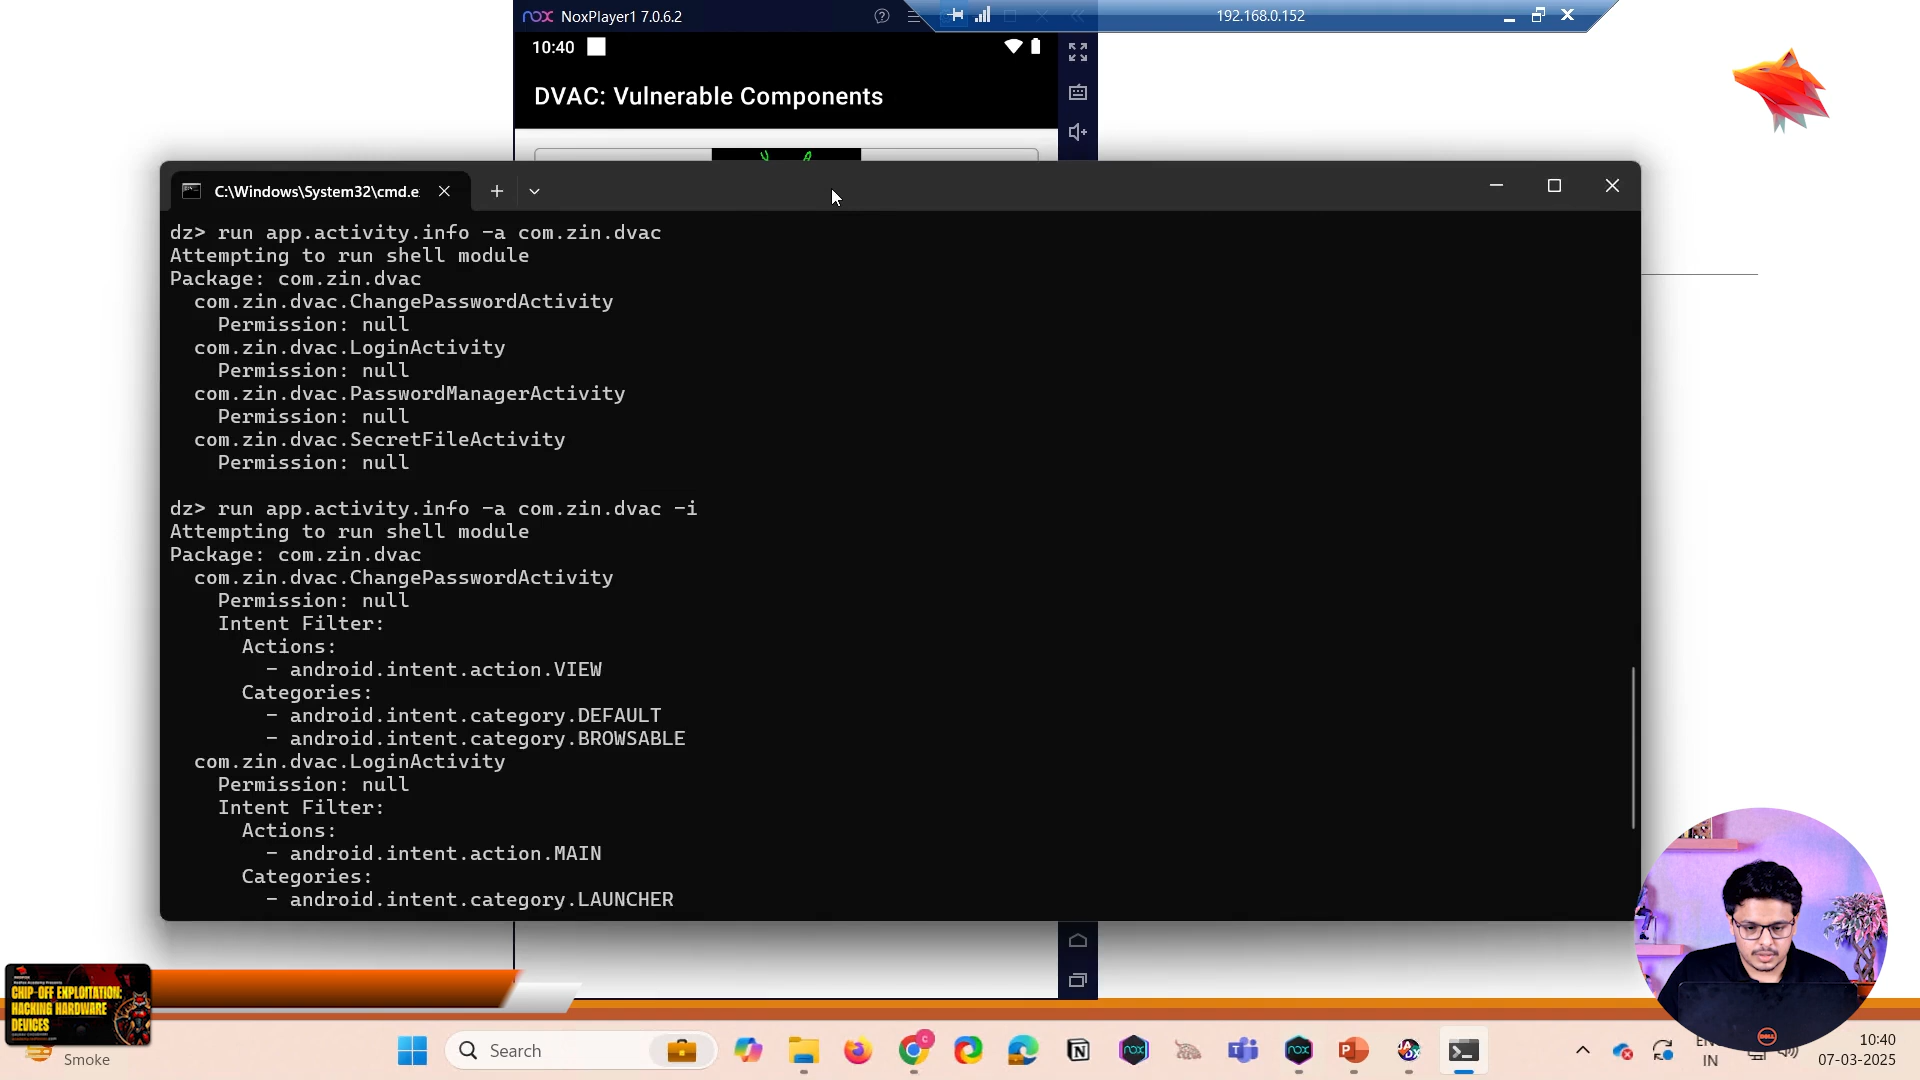 nox NoxPlayer1 7.0.6.2
192.168.0.152
10:40
DVAC: Vulnerable Components
C:\Windows\System32\cmd.e
dz> run app.activity.info -a com.zin.dvac
Attempting to run shell module
Package: com.zin.dvac
com.zin.dvac.ChangePasswordActivity
Permission: null
com.zin.dvac.LoginActivity
Permission: null
com.zin.dvac.PasswordManagerActivity
Permission: null
com.zin.dvac.SecretFileActivity
Permission: null
dz> run app.activity.info -a com.zin.dvac -i
Attempting to run shell module
Package: com.zin.dvac
com.zin.dvac.ChangePasswordActivity
Permission: null
Intent Filter:
Actions:
- android.intent.action.VIEW
Categories:
- android.intent.category.DEFAULT
- android.intent.category.BROWSABLE
com.zin.dvac.LoginActivity
Permission: null
Intent Filter:
Actions:
- android.intent.action.MAIN
Categories:
- android.intent.category.LAUNCHER
CHIP-OFF EXPLOITATION:
HACKING HARDWARE
DEVICES
Smoke
Search
IN
10:40
07-03-2025